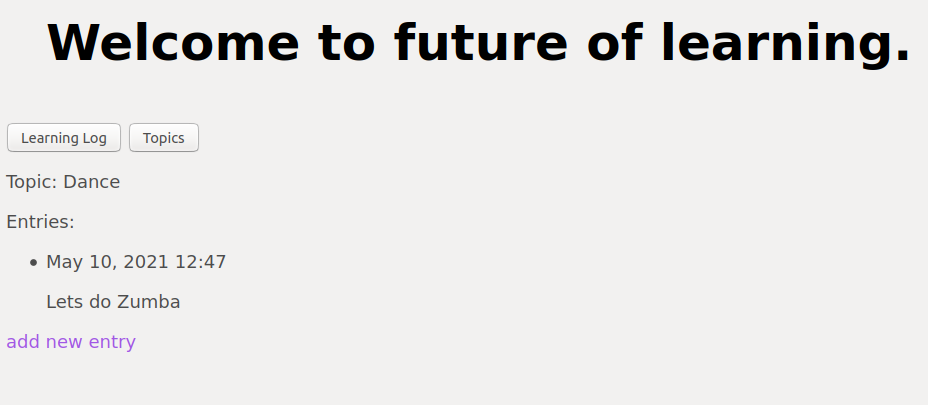 Welcome to future of learning.
Learning Log Topics
Topic: Dance
Entries:
May 10, 2021 12:47
Lets do Zumba
add new entry